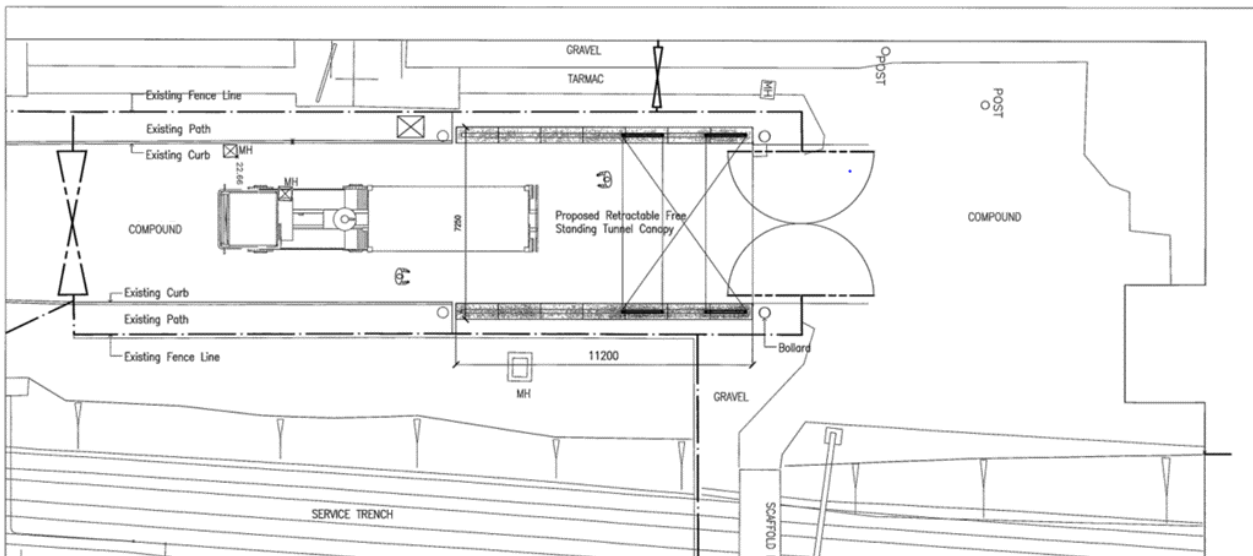 GRAVEL
POST
TARMAC
MH
POST
Existing Fence Line
Existing Path
Existing Curb
MH
22.66
MH
COMPOUND
7250
Proposed Retractable Free
Standing Tunnel Canopy
COMPOUND
Existing Curb
Existing Path
Existing Fence Line
11200
Bollard
MH
GRAVEL
SERVICE TRENCH
SCAFFOLD